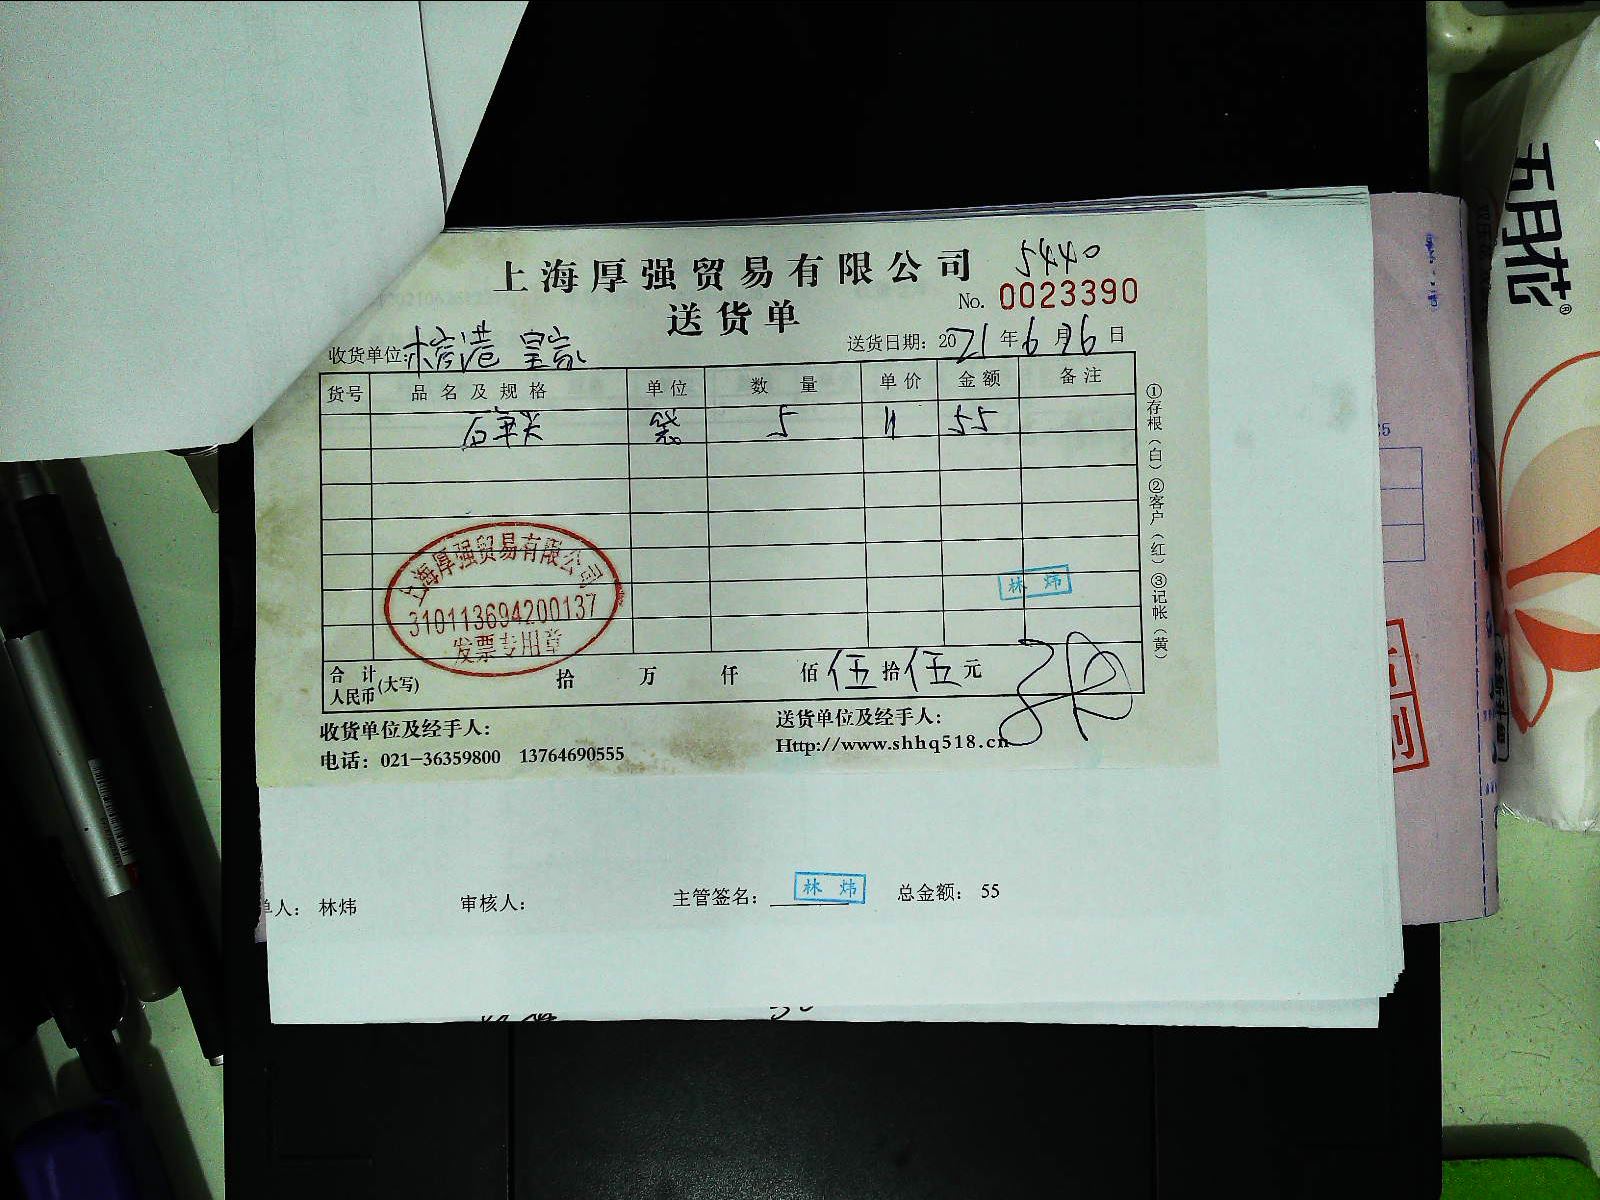 上海厚强贸易有限公司
5440
送货单
No. 0023390
收货单位:
送货日期: 2021年6月6日
货号 品名及规格 单位 数量 单价 金额 备注
袋 5 11 55
上海厚强贸易有限公司
310113694200137
发票专用章
林炜
合计人民币(大写) 拾 万 仟 佰 伍 拾 伍 元
收货单位及经手人:
送货单位及经手人:
电话: 021-36359800 13764690555
Http://www.shhq518.cn
①存根(白)②客户(红)③记帐(黄)
单人: 林炜 审核人: 主管签名: 林炜 总金额: 55
五月花®